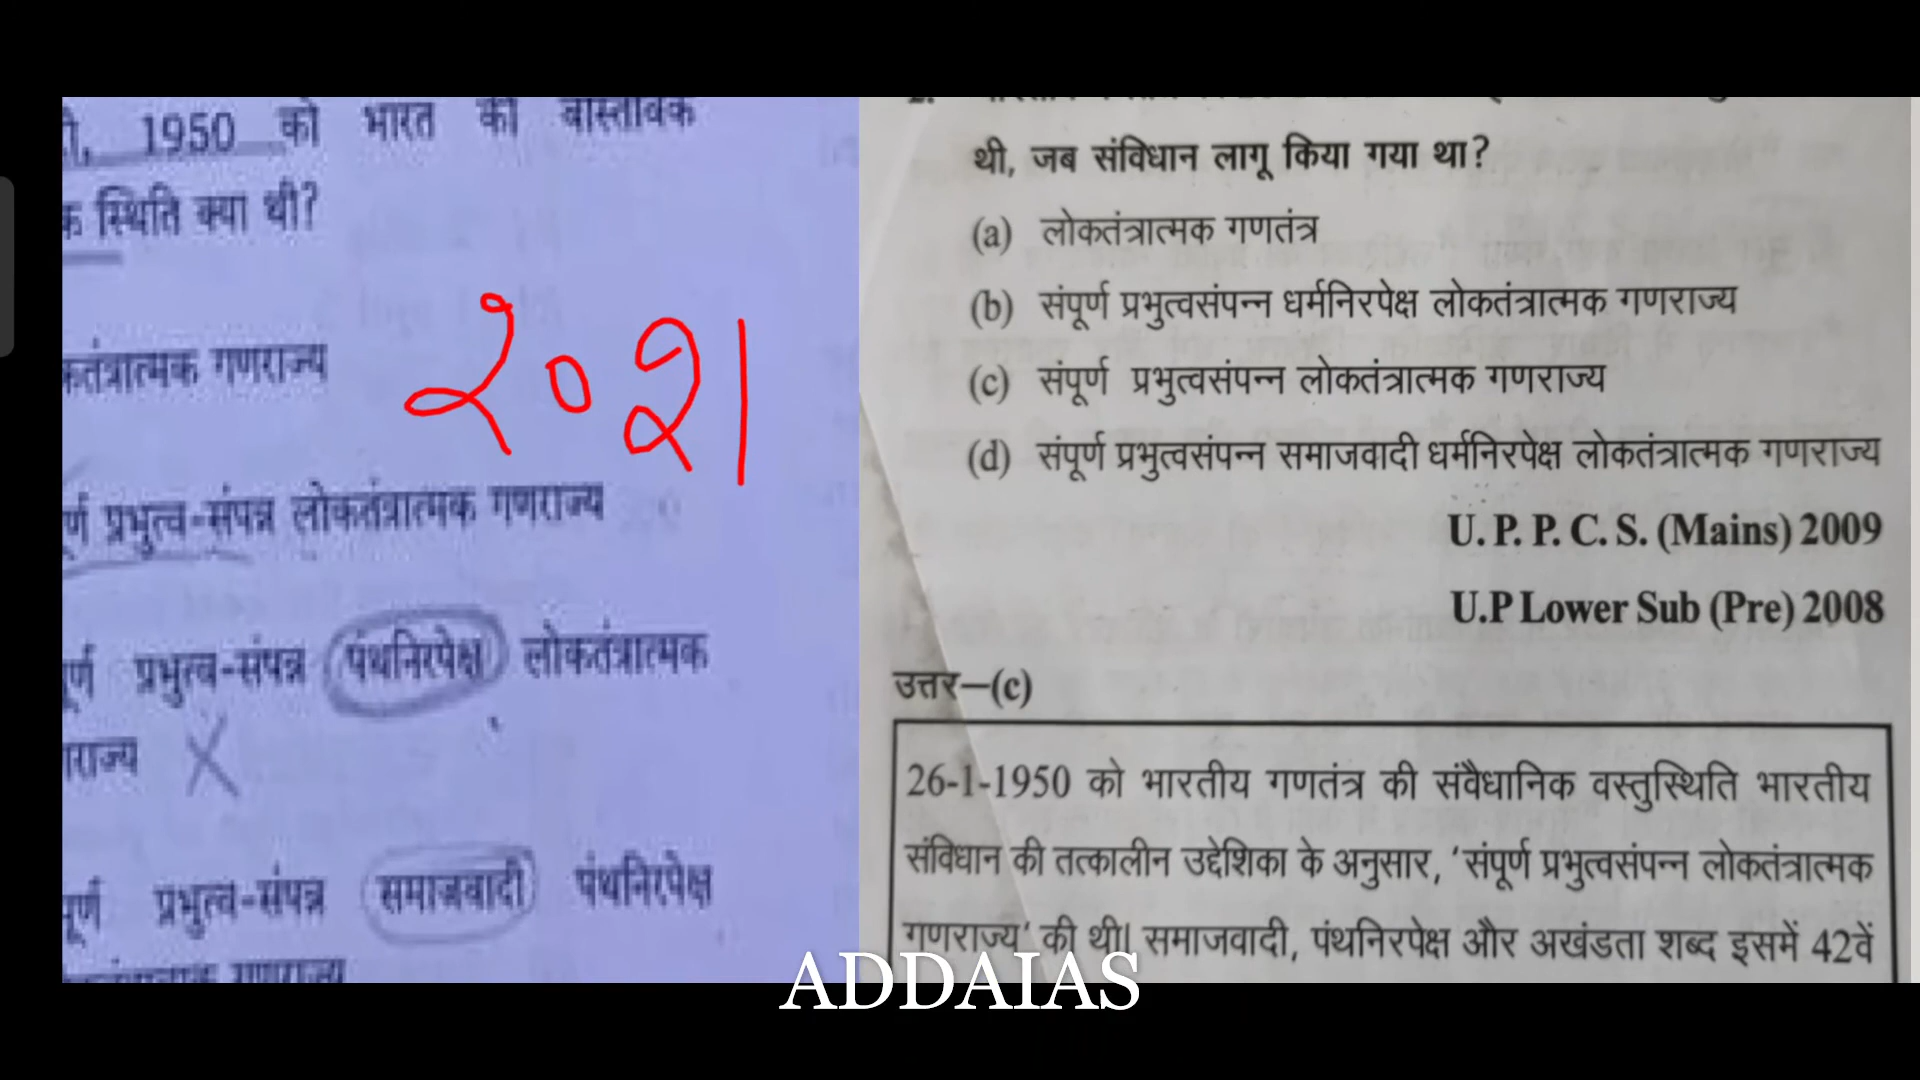 1950 को भारत की वास्तविक
स्थिति क्या थी?
गणराज्य
प्रभुत्व-संपन्न लोकतंत्रात्मक गणराज्य
प्रभुत्व-संपन्न पंथनिरपेक्ष लोकतंत्रात्मक
X
प्रभुत्व-संपन्न समाजवादी पंथनिरपेक्ष
गणराज्य
२०२1
थी, जब संविधान लागू किया गया था?
(a) लोकतंत्रात्मक गणतंत्र
(b) संपूर्ण प्रभुत्वसंपन्न धर्मनिरपेक्ष लोकतंत्रात्मक गणराज्य
(c) संपूर्ण प्रभुत्वसंपन्न लोकतंत्रात्मक गणराज्य
(d) संपूर्ण प्रभुत्वसंपन्न समाजवादी धर्मनिरपेक्ष लोकतंत्रात्मक गणराज्य
U. P. P. C. S. (Mains) 2009
U.P Lower Sub (Pre) 2008
उत्तर–(c)
26-1-1950 को भारतीय गणतंत्र की संवैधानिक वस्तुस्थिति भारतीय
संविधान की तत्कालीन उद्देशिका के अनुसार, ‘संपूर्ण प्रभुत्वसंपन्न लोकतंत्रात्मक
गणराज्य’ की थी। समाजवादी, पंथनिरपेक्ष और अखंडता शब्द इसमें 42वें
ADDAIAS